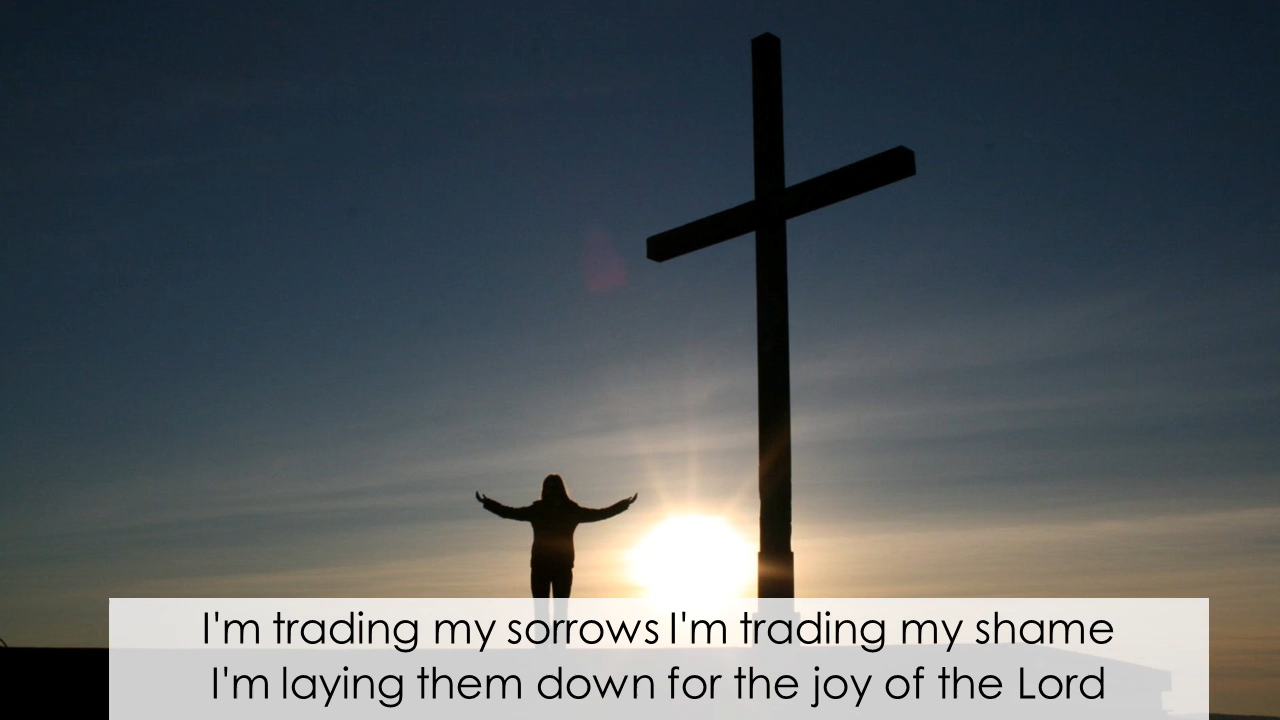 I'm trading my sorrows I'm trading my shame
I'm laying them down for the joy of the Lord